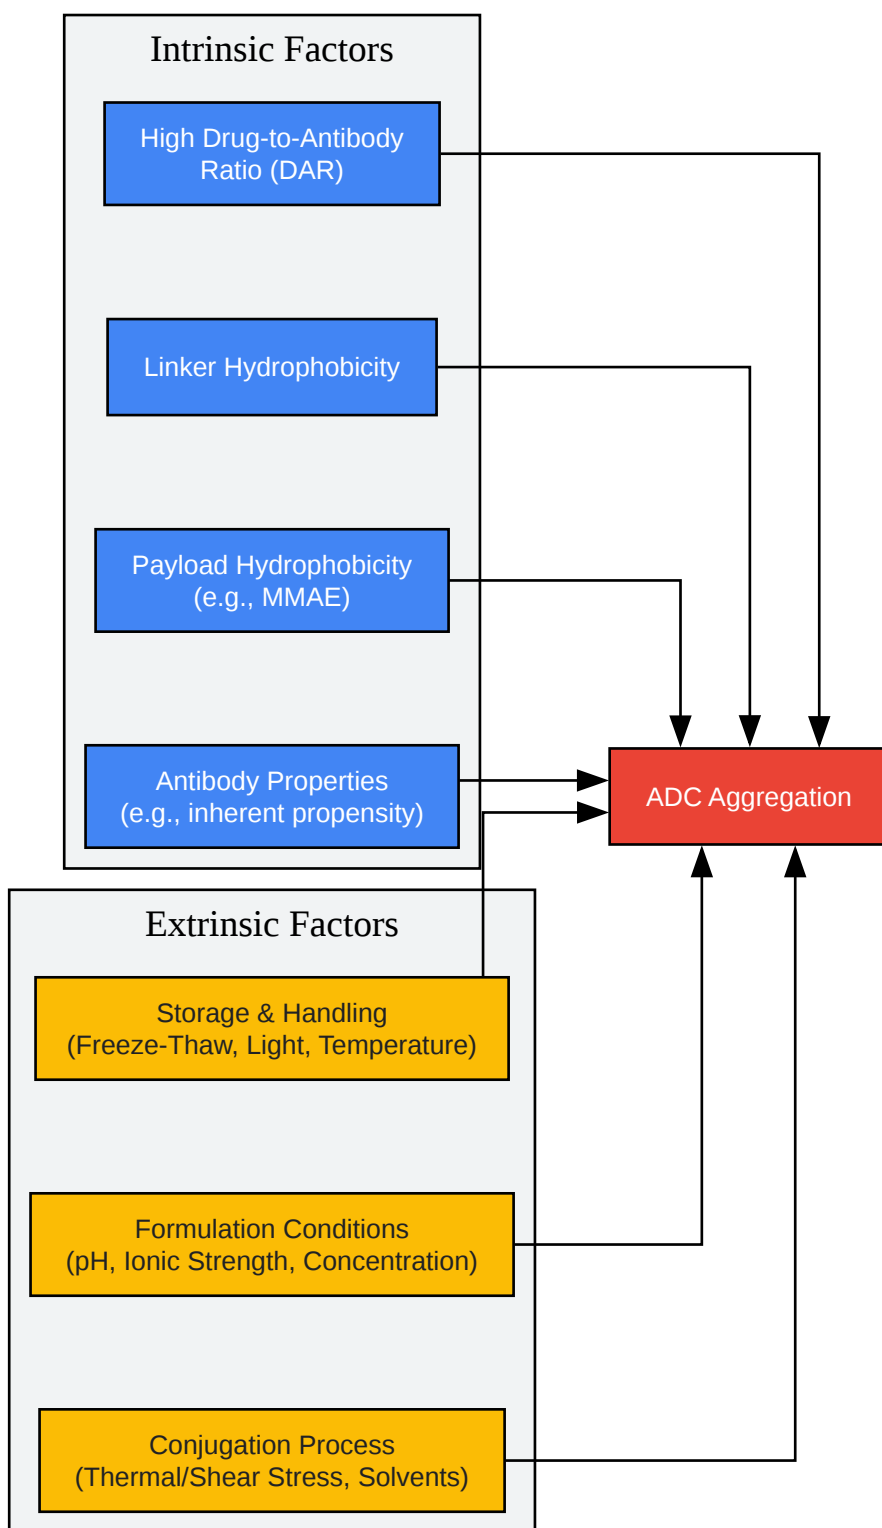 Intrinsic Factors
High Drug-to-Antibody
Ratio (DAR)
Linker Hydrophobicity
Payload Hydrophobicity
(e.g., MMAE)
Antibody Properties
(e.g., inherent propensity)
ADC Aggregation
Extrinsic Factors
Storage & Handling
(Freeze-Thaw, Light, Temperature)
Formulation Conditions
(pH, Ionic Strength, Concentration)
Conjugation Process
(Thermal/Shear Stress, Solvents)